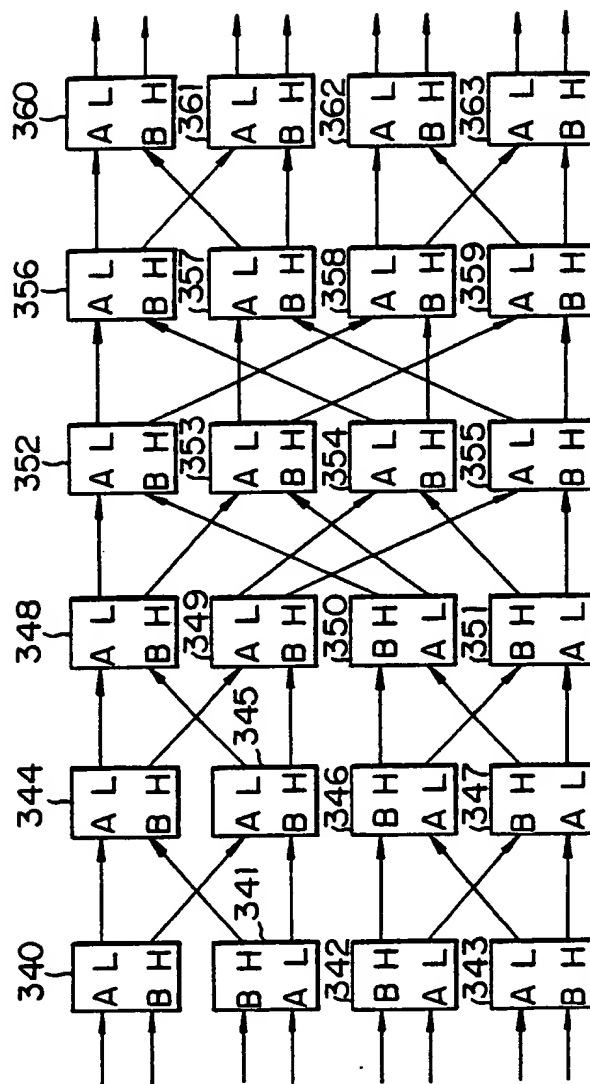 340 344 348 352 356 360
A L A L A L A L A L A L
B H B H B H B H B H B H
341 345 349 353 357 361
B H A L A L A L A L A L
A L B H B H B H B H B H
342 346 350 354 358 362
B H B H B H A L A L A L
A L A L A L B H B H B H
343 347 351 355 359 363
A L B H B H A L A L A L
B H A L A L B H B H B H